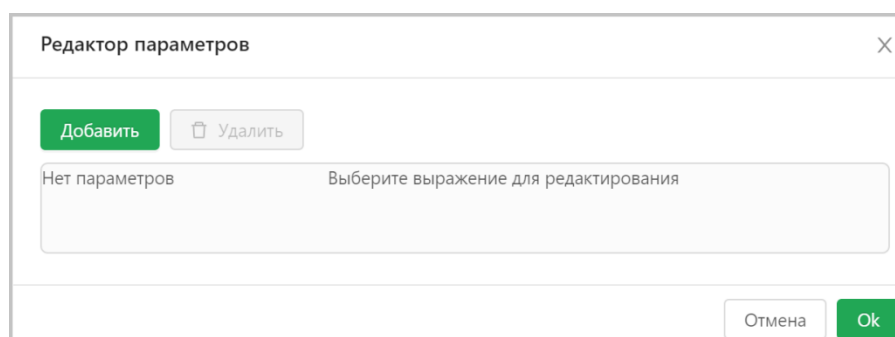 Редактор параметров
Добавить Удалить
Нет параметров Выберите выражение для редактирования
Отмена Ok